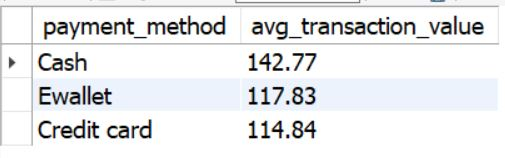 payment_method avg_transaction_value
Cash 142.77
Ewallet 117.83
Credit card 114.84